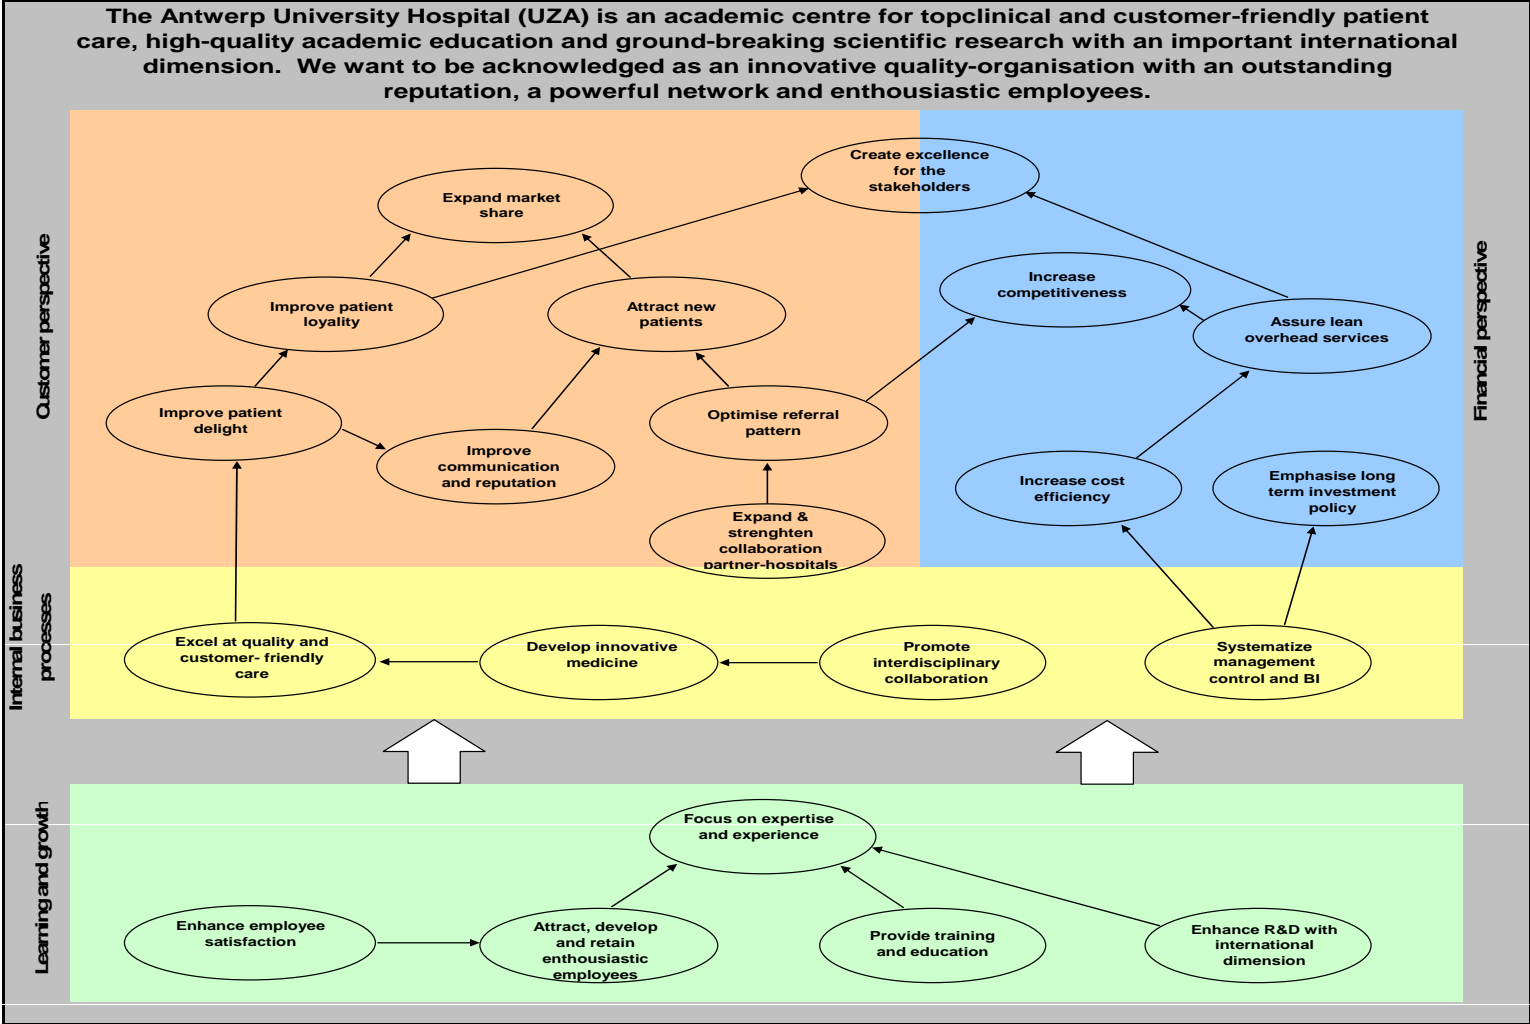 The Antwerp University Hospital (UZA) is an academic centre for topclinical and customer-friendly patient
care, high-quality academic education and ground-breaking scientific research with an important international
dimension.  We want to be acknowledged as an innovative quality-organisation with an outstanding
reputation, a powerful network and enthousiastic employees.
Create excellence
for the
stakeholders
Expand market
share
Customer perspective
Financial perspective
Increase
competitiveness
Improve patient
loyality
Attract new
patients
Assure lean
overhead services
Improve patient
delight
Optimise referral
pattern
Improve
communication
and reputation
Increase cost
efficiency
Emphasise long
term investment
policy
Expand &
strenghten
collaboration
partner-hospitals
Internal business
processes
Excel at quality and
customer- friendly
care
Develop innovative
medicine
Promote
interdisciplinary
collaboration
Systematize
management
control and BI
Learning and growth
Focus on expertise
and experience
Enhance employee
satisfaction
Attract, develop
and retain
enthousiastic
employees
Provide training
and education
Enhance R&D with
international
dimension